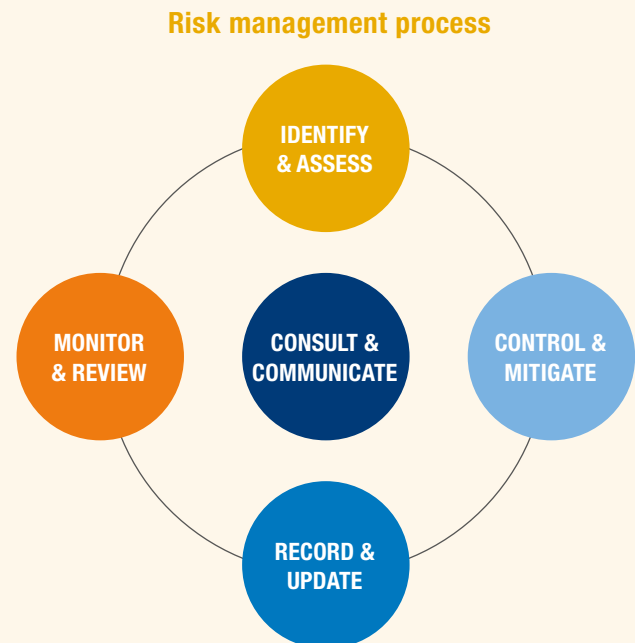 Risk management process
IDENTIFY
& ASSESS
MONITOR
& REVIEW
CONSULT &
COMMUNICATE
CONTROL &
MITIGATE
RECORD &
UPDATE